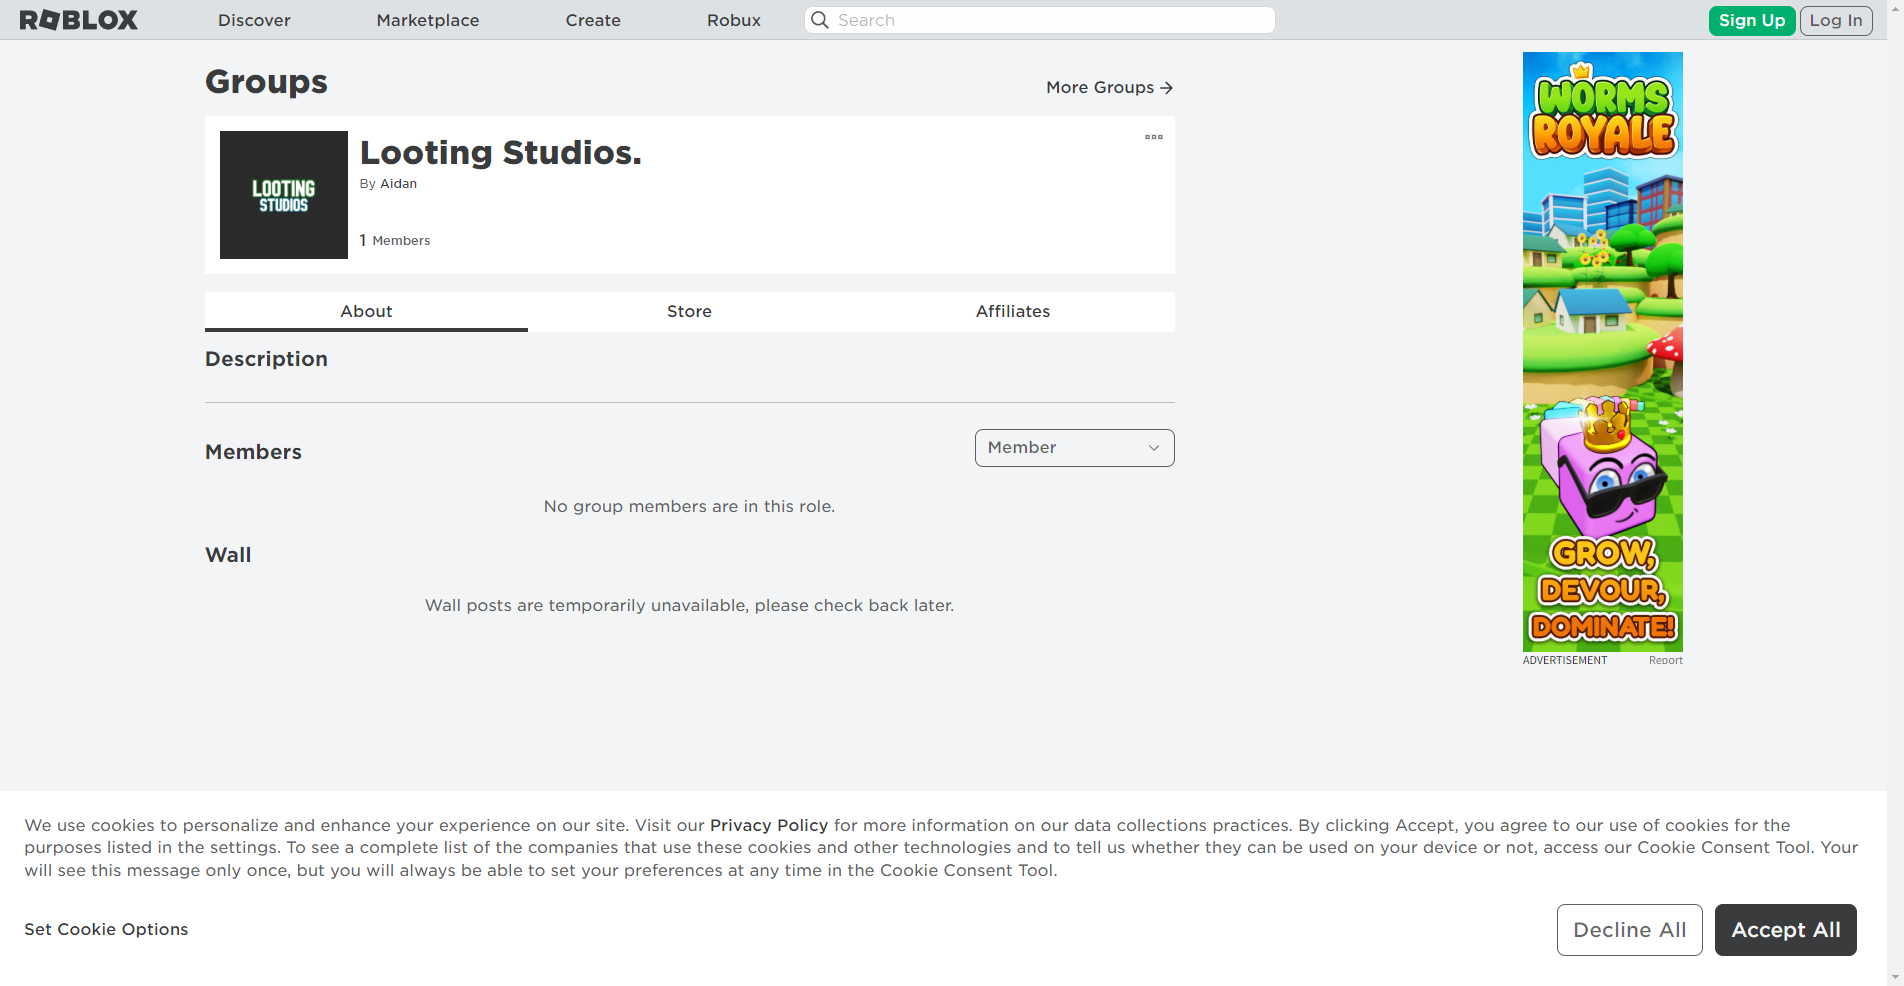 ROBLOX
Discover
Marketplace
Create
Robux
Search
Sign Up
Log In
Groups
More Groups
LOOTING
STUDIOS
Looting Studios.
By Aidan
1 Members
About
Store
Affiliates
Description
Members
Member
No group members are in this role.
Wall
Wall posts are temporarily unavailable, please check back later.
WORMS
ROYALE
GROW,
DEVOUR,
DOMINATE!
ADVERTISEMENT
Report
We use cookies to personalize and enhance your experience on our site. Visit our Privacy Policy for more information on our data collections practices. By clicking Accept, you agree to our use of cookies for the
purposes listed in the settings. To see a complete list of the companies that use these cookies and other technologies and to tell us whether they can be used on your device or not, access our Cookie Consent Tool. Your
will see this message only once, but you will always be able to set your preferences at any time in the Cookie Consent Tool.
Set Cookie Options
Decline All
Accept All